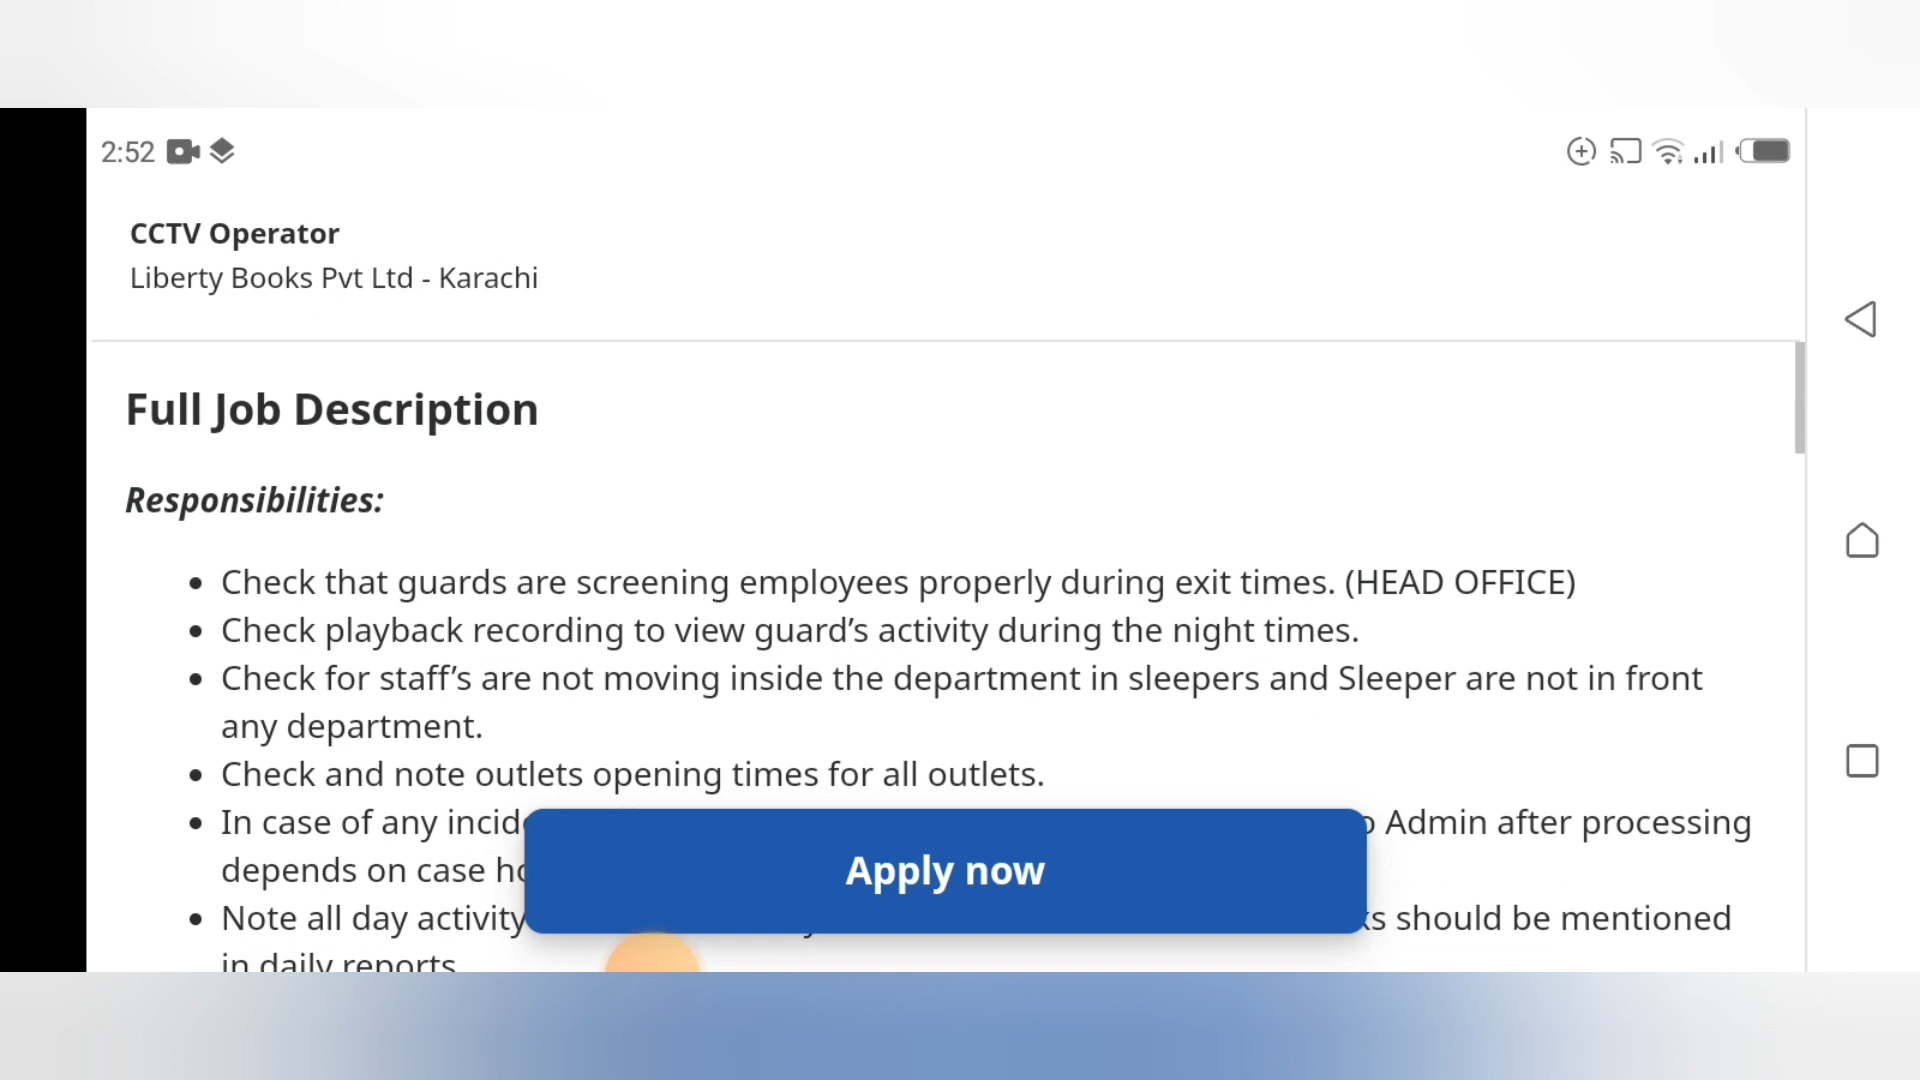 2:52
CCTV Operator
Liberty Books Pvt Ltd - Karachi
Full Job Description
Responsibilities:
• Check that guards are screening employees properly during exit times. (HEAD OFFICE)
• Check playback recording to view guard’s activity during the night times.
• Check for staff’s are not moving inside the department in sleepers and Sleeper are not in front
any department.
• Check and note outlets opening times for all outlets.
• In case of any Admin after processing
depends on case
Apply now
• Note all day activity should be mentioned
in daily reports.